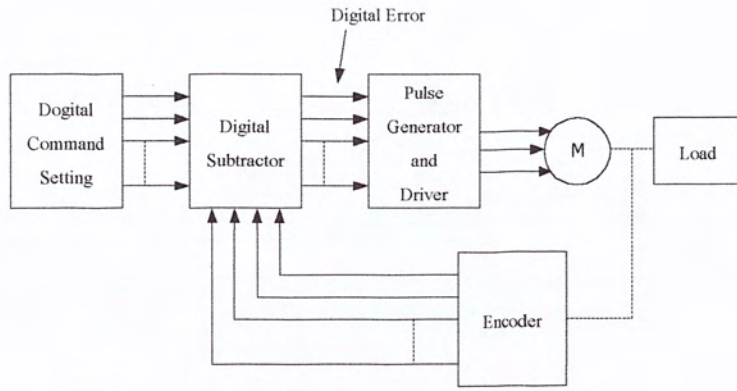 Digital Error
Dogital
Command
Setting
Digital
Subtractor
Pulse
Generator
and
Driver
M
Load
Encoder